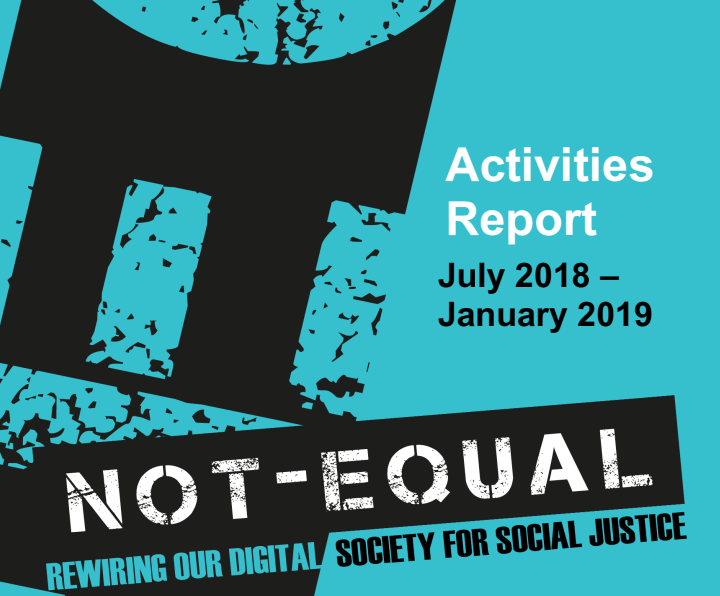 Activities
Report
July 2018 –
January 2019
NOT-EQUAL
REWIRING OUR DIGITAL SOCIETY FOR SOCIAL JUSTICE